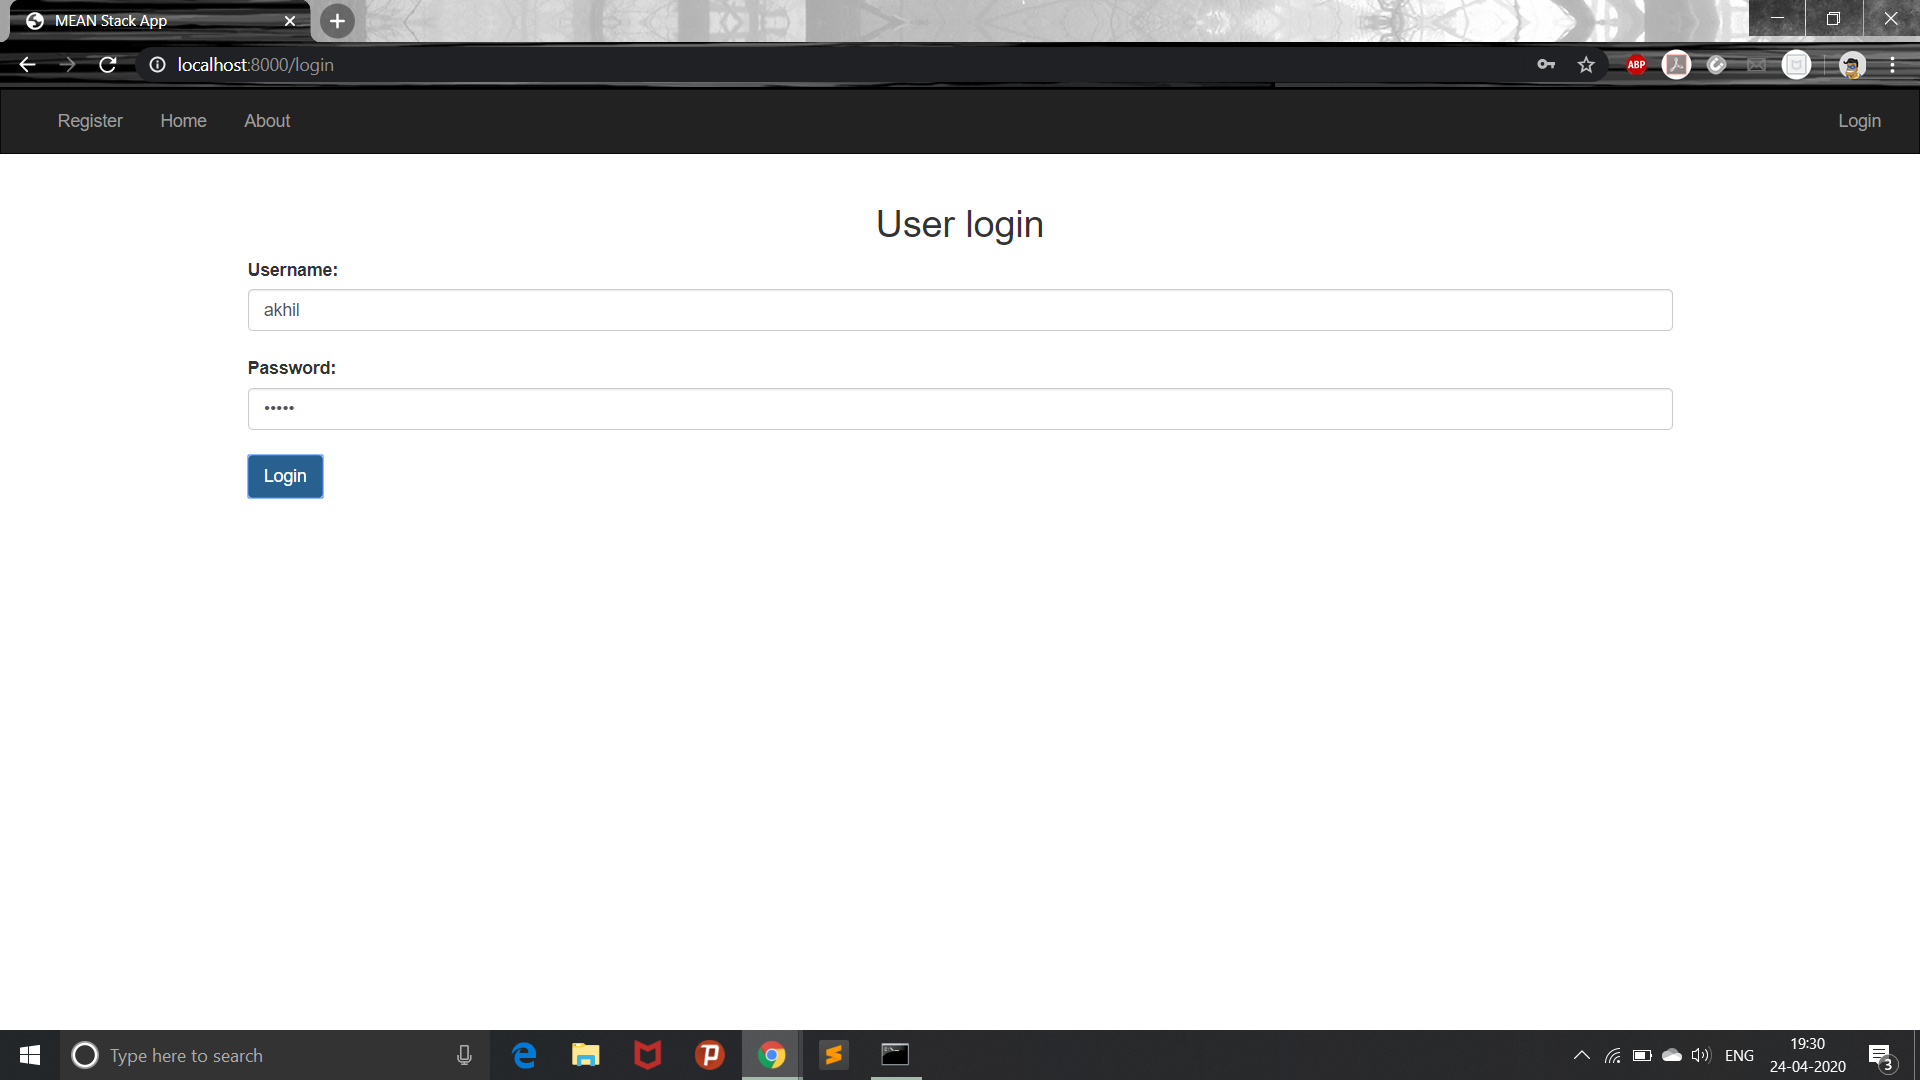 MEAN Stack App
localhost:8000/login
ABP
Register Home About Login
User login
Username:
akhil
Password:
•••••
Login
Type here to search
ENG
19:30
24-04-2020
3